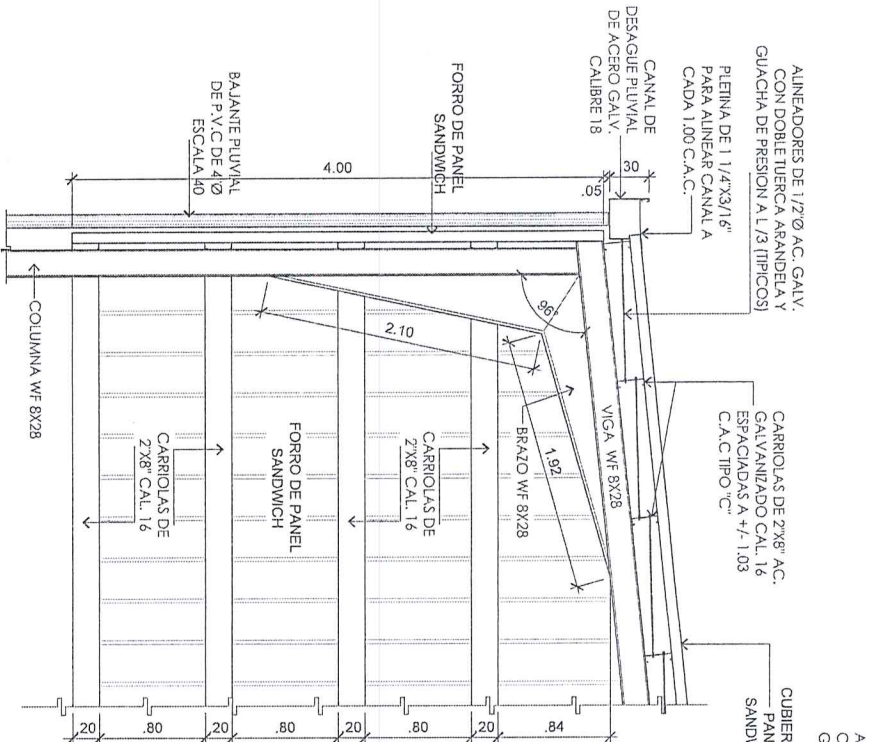 ALINEADORES DE 1/2"Ø AC. GALV.
CON DOBLE TUERCA ARANDELA Y
GUACHA DE PRESION A L /3 (TIPICOS)
PLETINA DE 1 1/4"X3/16"
PARA ALINEAR CANAL A
CADA 1.00 C.A.C.
CANAL DE
DESAGUE PLUVIAL
DE ACERO GALV.
CALIBRE 18
CARRIOLAS DE 2"X8" AC.
GALVANIZADO CAL. 16
ESPACIADAS A +/- 1.03
C.A.C TIPO "C"
FORRO DE PANEL
SANDWICH
BAJANTE PLUVIAL
DE P.V.C DE 4"Ø
ESCALA 40
4.00
.05
30
96°
2.10
1.92
VIGA WF 8X28
BRAZO WF 8X28
CARRIOLAS DE
2"X8" CAL. 16
FORRO DE PANEL
SANDWICH
CARRIOLAS DE
2"X8" CAL. 16
COLUMNA WF 8X28
.20
.80
.20
.80
.20
.80
.20
.84